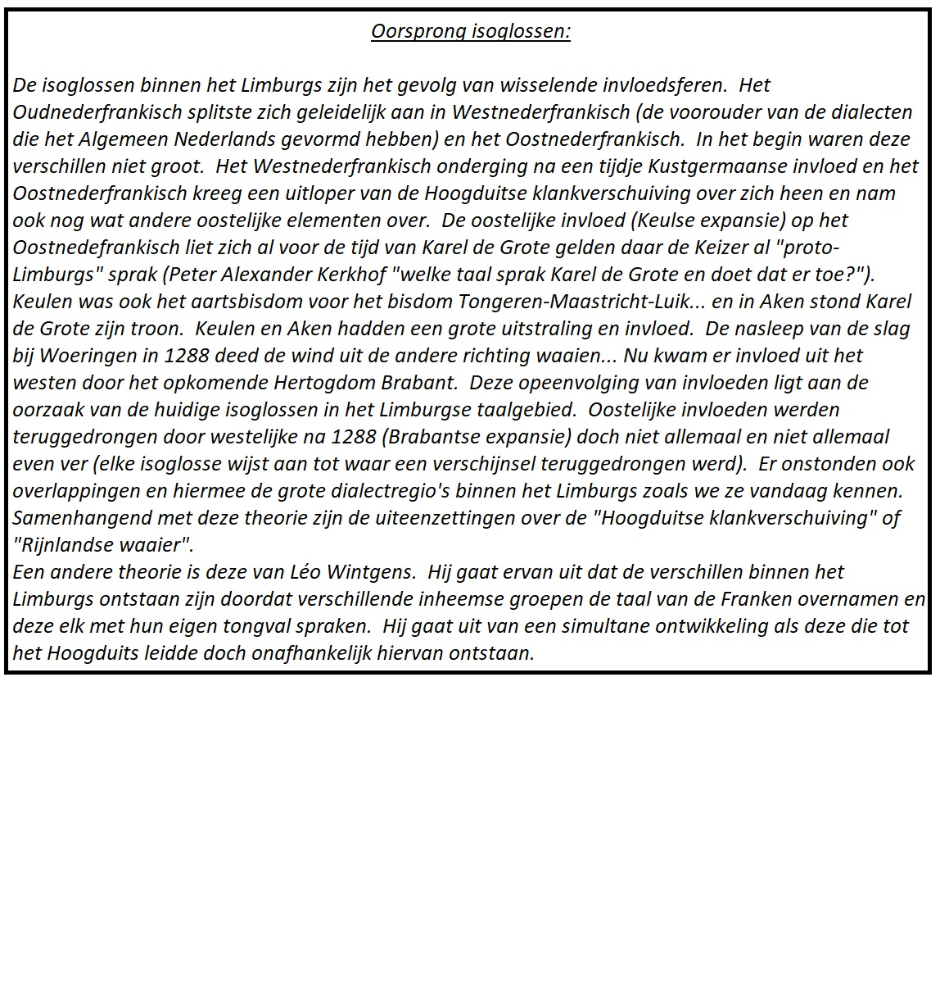 Oorsprong isoglossen:
De isoglossen binnen het Limburgs zijn het gevolg van wisselende invloedsferen.  Het
Oudnederfrankisch splitste zich geleidelijk aan in Westnederfrankisch (de voorouder van de dialecten
die het Algemeen Nederlands gevormd hebben) en het Oostnederfrankisch.  In het begin waren deze
verschillen niet groot.  Het Westnederfrankisch onderging na een tijdje Kustgermaanse invloed en het
Oostnederfrankisch kreeg een uitloper van de Hoogduitse klankverschuiving over zich heen en nam
ook nog wat andere oostelijke elementen over.  De oostelijke invloed (Keulse expansie) op het
Oostnedefrankisch liet zich al voor de tijd van Karel de Grote gelden daar de Keizer al "proto-
Limburgs" sprak (Peter Alexander Kerkhof "welke taal sprak Karel de Grote en doet dat er toe?").
Keulen was ook het aartsbisdom voor het bisdom Tongeren-Maastricht-Luik... en in Aken stond Karel
de Grote zijn troon.  Keulen en Aken hadden een grote uitstraling en invloed.  De nasleep van de slag
bij Woeringen in 1288 deed de wind uit de andere richting waaien... Nu kwam er invloed uit het
westen door het opkomende Hertogdom Brabant.  Deze opeenvolging van invloeden ligt aan de
oorzaak van de huidige isoglossen in het Limburgse taalgebied.  Oostelijke invloeden werden
teruggedrongen door westelijke na 1288 (Brabantse expansie) doch niet allemaal en niet allemaal
even ver (elke isoglosse wijst aan tot waar een verschijnsel teruggedrongen werd).  Er onstonden ook
overlappingen en hiermee de grote dialectregio's binnen het Limburgs zoals we ze vandaag kennen.
Samenhangend met deze theorie zijn de uiteenzettingen over de "Hoogduitse klankverschuiving" of
"Rijnlandse waaier".
Een andere theorie is deze van Léo Wintgens.  Hij gaat ervan uit dat de verschillen binnen het
Limburgs ontstaan zijn doordat verschillende inheemse groepen de taal van de Franken overnamen en
deze elk met hun eigen tongval spraken.  Hij gaat uit van een simultane ontwikkeling als deze die tot
het Hoogduits leidde doch onafhankelijk hiervan ontstaan.